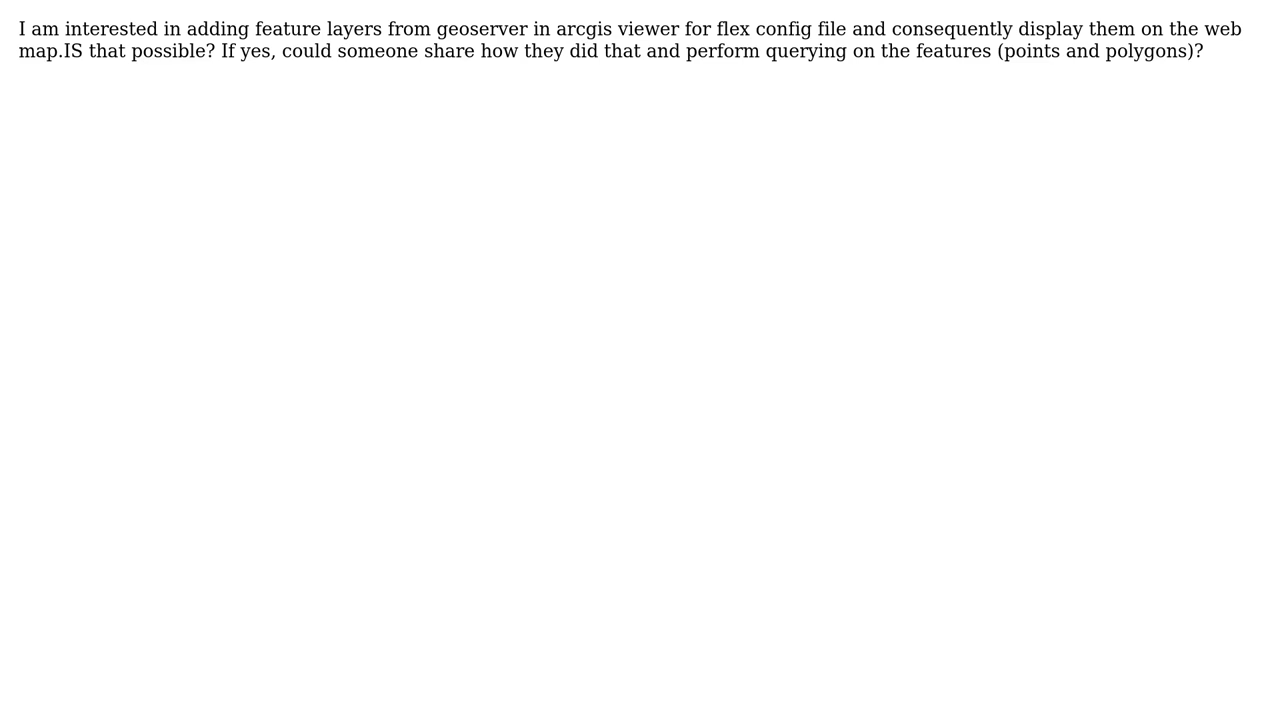 I am interested in adding feature layers from geoserver in arcgis viewer for flex config file and consequently display them on the web
map.IS that possible? If yes, could someone share how they did that and perform querying on the features (points and polygons)?